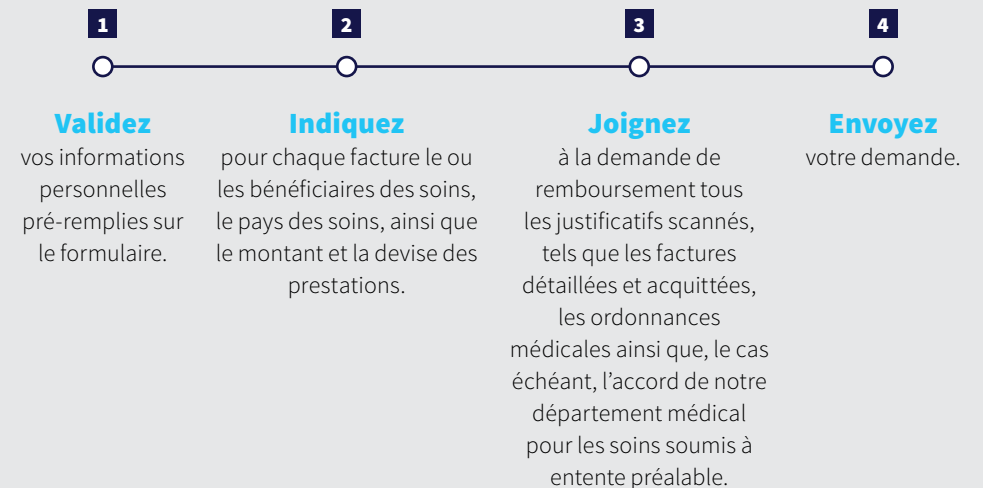 1
Validez
vos informations
personnelles
pré-remplies sur
le formulaire.
2
Indiquez
pour chaque facture le ou
les bénéficiaires des soins,
le pays des soins, ainsi que
le montant et la devise des
prestations.
3
Joignez
à la demande de
remboursement tous
les justificatifs scannés,
tels que les factures
détaillées et acquittées,
les ordonnances
médicales ainsi que, le cas
échéant, l’accord de notre
département médical
pour les soins soumis à
entente préalable.
4
Envoyez
votre demande.